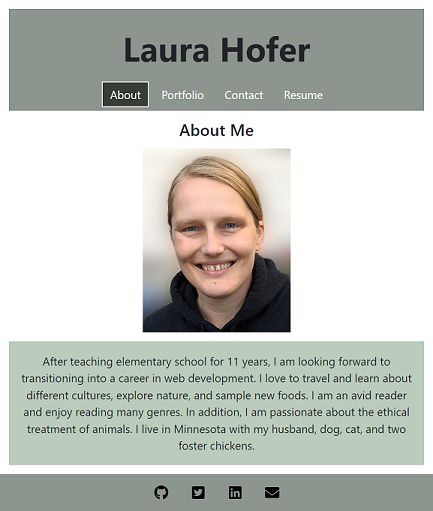 Laura Hofer
About Portfolio Contact Resume
About Me
After teaching elementary school for 11 years, I am looking forward to
transitioning into a career in web development. I love to travel and learn about
different cultures, explore nature, and sample new foods. I am an avid reader
and enjoy reading many genres. In addition, I am passionate about the ethical
treatment of animals. I live in Minnesota with my husband, dog, cat, and two
foster chickens.